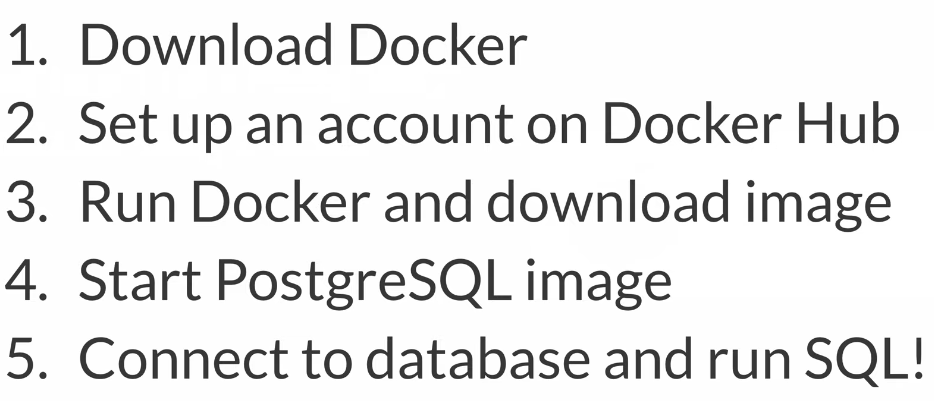 1. Download Docker
2. Set up an account on Docker Hub
3. Run Docker and download image
4. Start PostgreSQL image
5. Connect to database and run SQL!